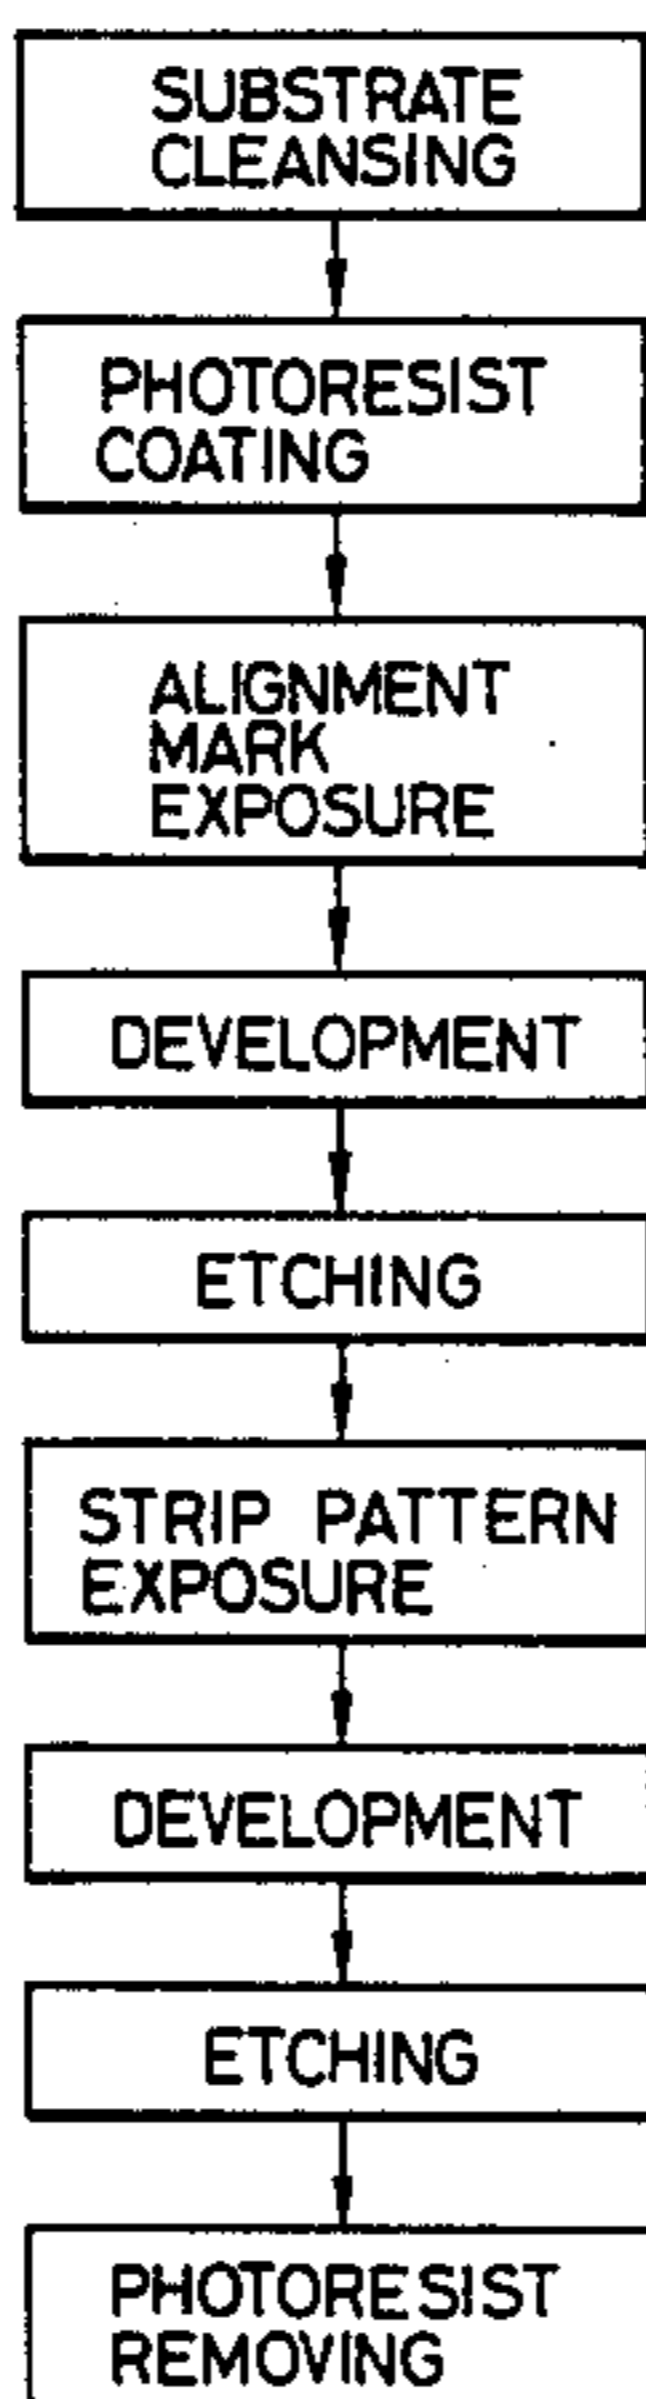 SUBSTRATE
CLEANSING
PHOTORESIST
COATING
ALIGNMENT
MARK
EXPOSURE
DEVELOPMENT
ETCHING
STRIP PATTERN
EXPOSURE
DEVELOPMENT
ETCHING
PHOTORESIST
REMOVING